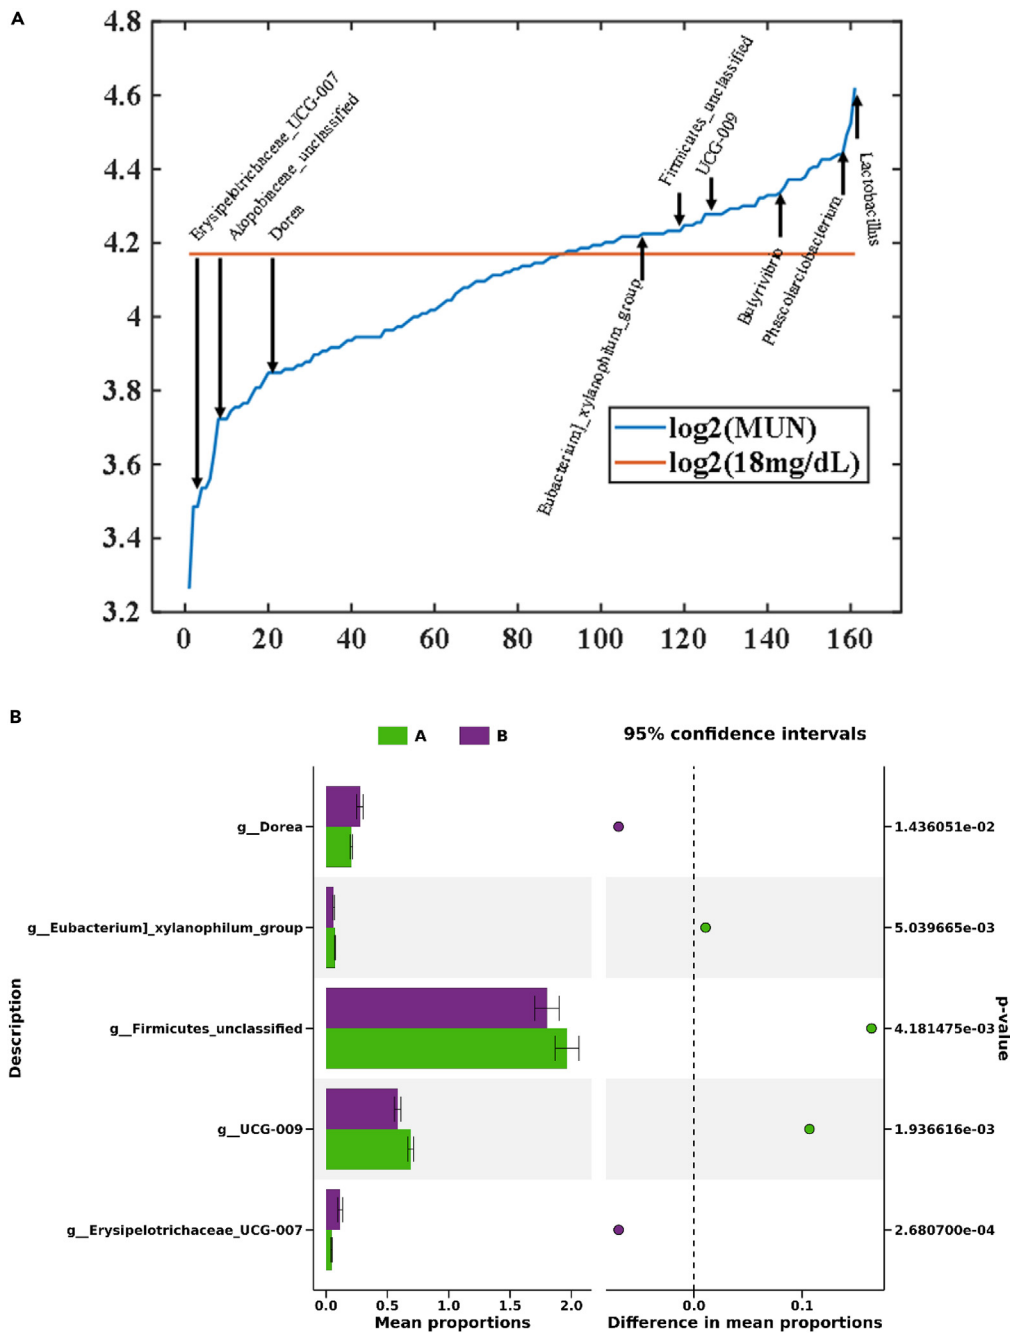 A
4.8
4.6
4.4
4.2
4
3.8
3.6
3.4
3.2
0 20 40 60 80 100 120 140 160
Erysipelotrichaceae_UCG-007
Atopobiaceae_unclassified
Dorea
Eubacterium]_xylanophilum_group
Firmicutes_unclassified
UCG-009
Butyrivibrio
Phascolarctobacterium
Lactobacillus
log2(MUN)
log2(18mg/dL)
B
A B
95% confidence intervals
Description
g__Dorea
g__Eubacterium]_xylanophilum_group
g__Firmicutes_unclassified
g__UCG-009
g__Erysipelotrichaceae_UCG-007
1.436051e-02
5.039665e-03
4.181475e-03
1.936616e-03
2.680700e-04
p-value
0.0 0.5 1.0 1.5 2.0
Mean proportions
0.0 0.1
Difference in mean proportions